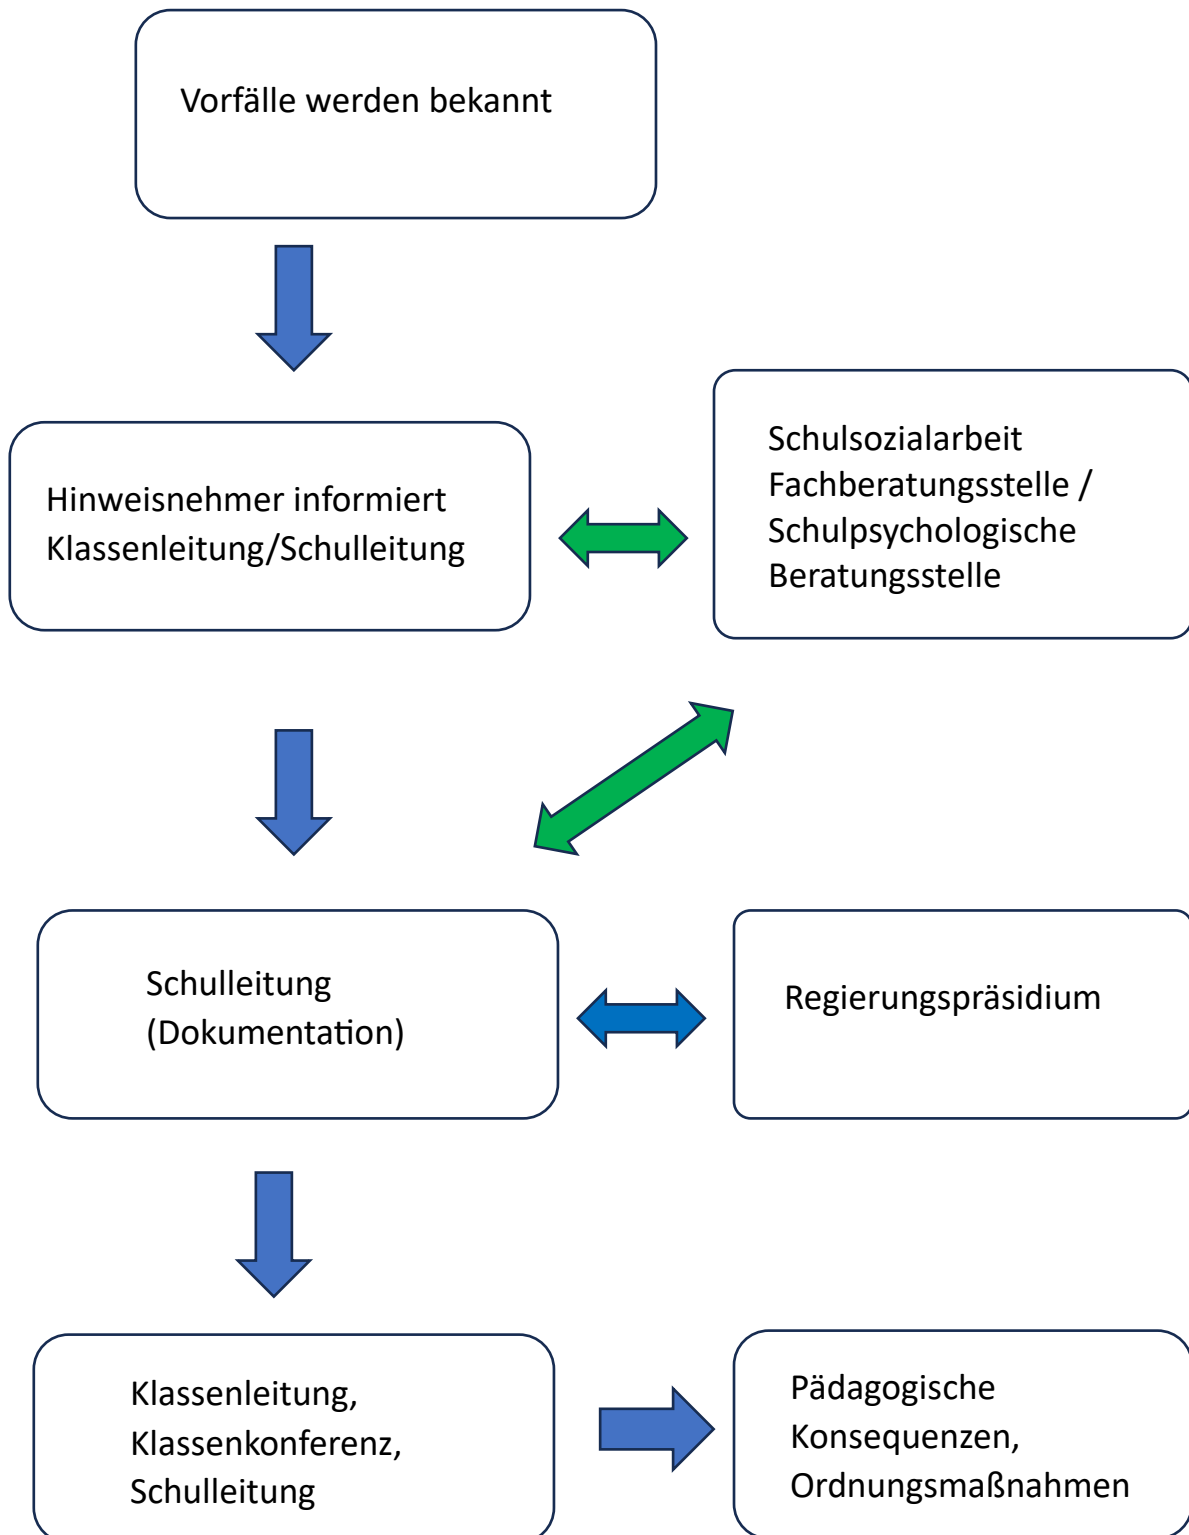 Vorfälle werden bekannt
Hinweisnehmer informiert
Klassenleitung/Schulleitung
Schulsozialarbeit
Fachberatungsstelle /
Schulpsychologische
Beratungsstelle
Schulleitung
(Dokumentation)
Regierungspräsidium
Klassenleitung,
Klassenkonferenz,
Schulleitung
Pädagogische
Konsequenzen,
Ordnungsmaßnahmen